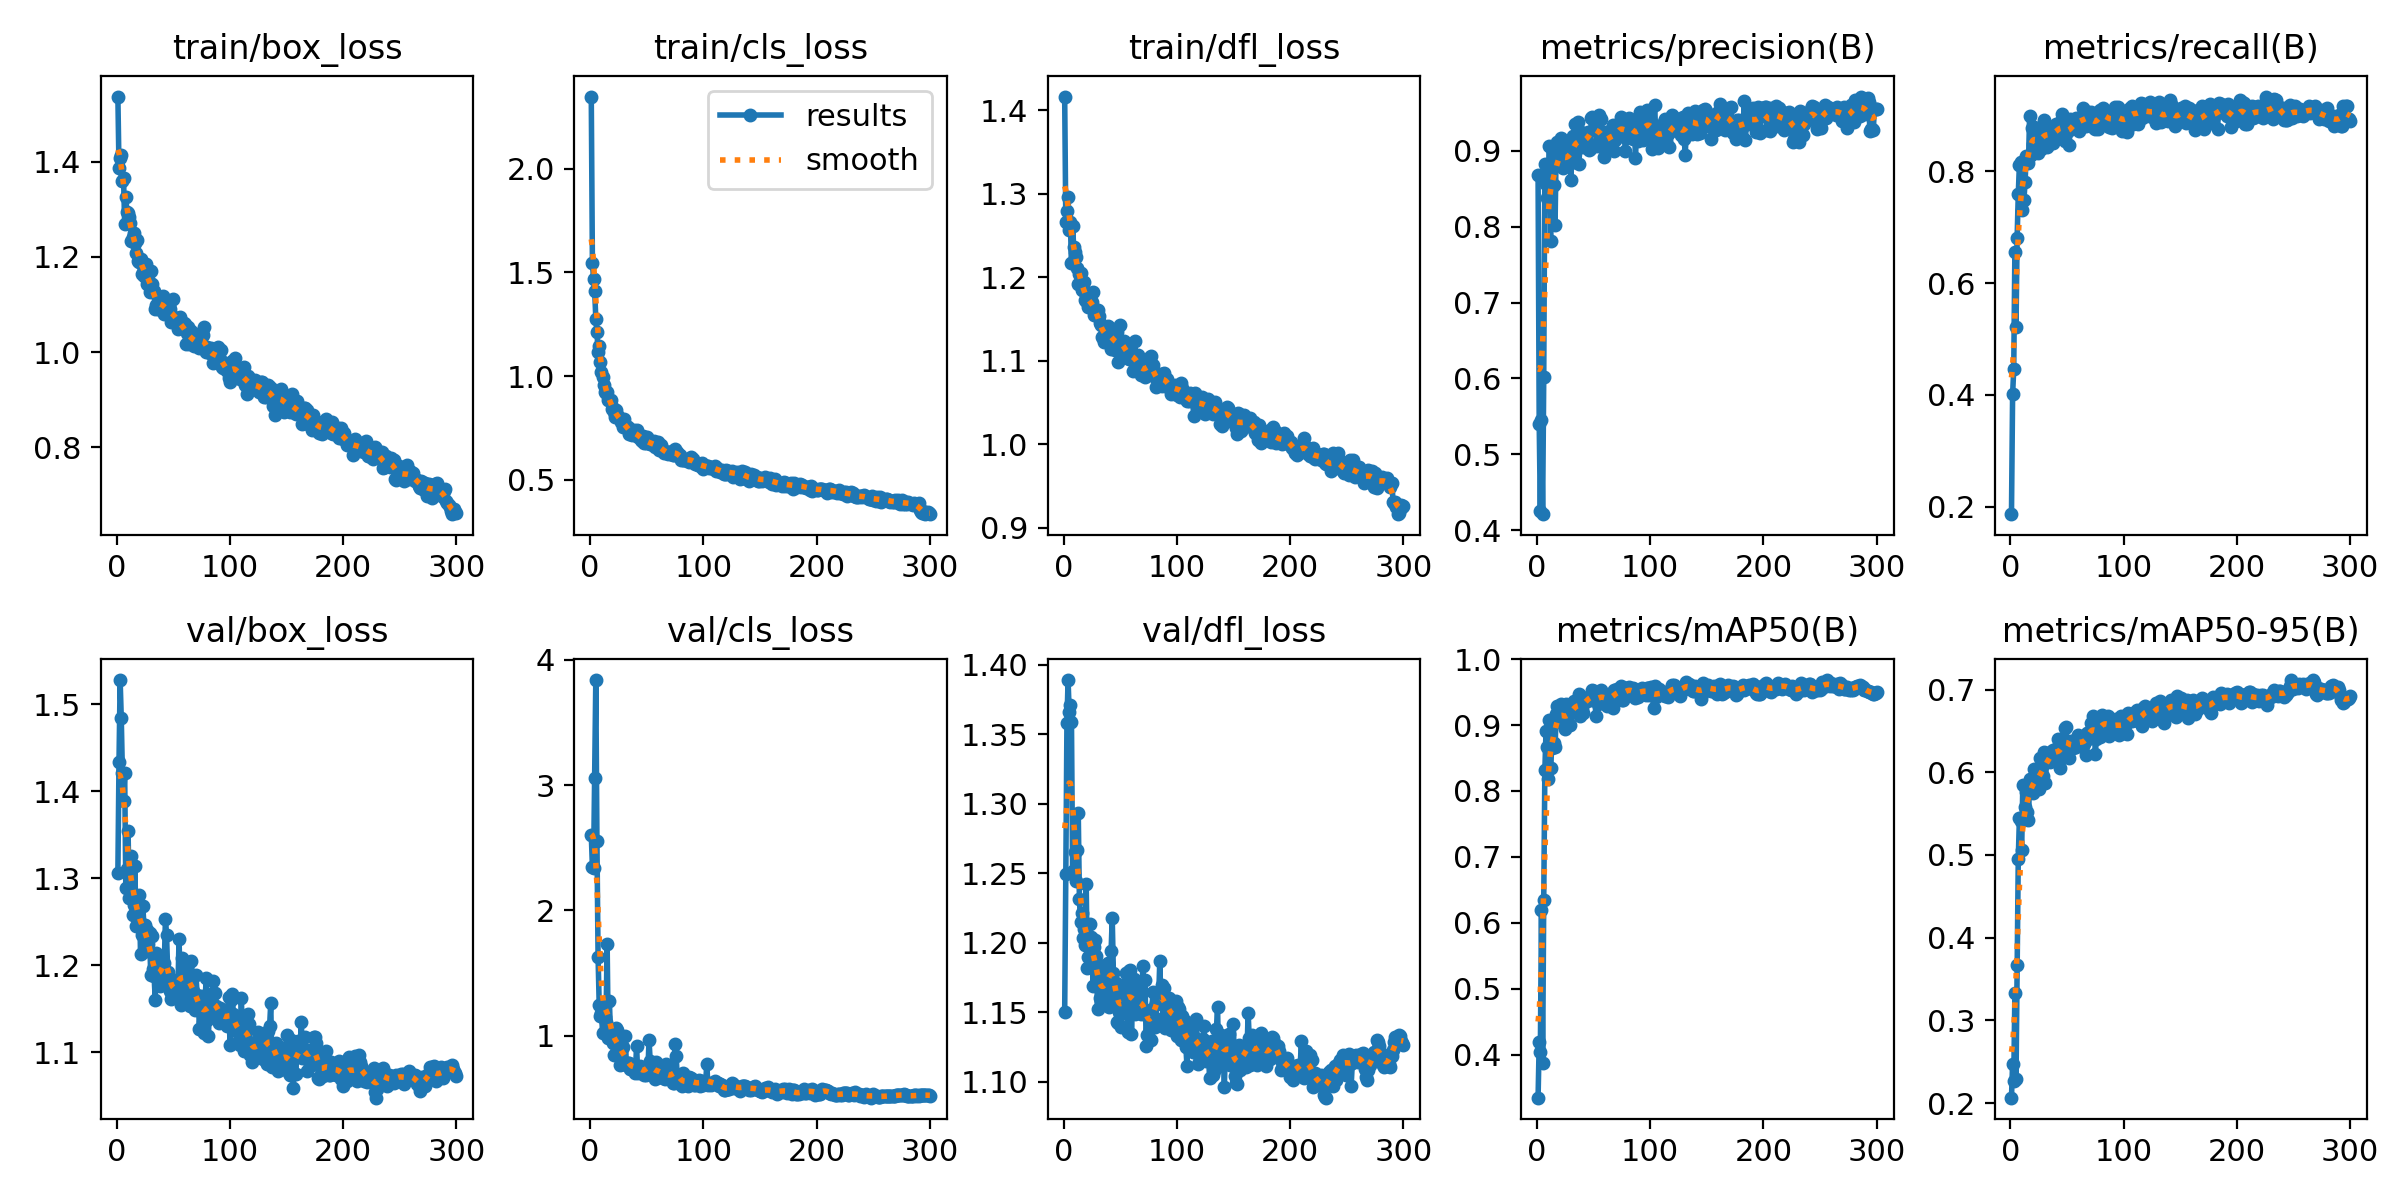 train/box_loss
1.4
1.2
1.0
0.8
0 100 200 300
train/cls_loss
results
smooth
2.0
1.5
1.0
0.5
0 100 200 300
train/dfl_loss
1.4
1.3
1.2
1.1
1.0
0.9
0 100 200 300
metrics/precision(B)
0.9
0.8
0.7
0.6
0.5
0.4
0 100 200 300
metrics/recall(B)
0.8
0.6
0.4
0.2
0 100 200 300
val/box_loss
1.5
1.4
1.3
1.2
1.1
0 100 200 300
val/cls_loss
4
3
2
1
0 100 200 300
val/dfl_loss
1.40
1.35
1.30
1.25
1.20
1.15
1.10
0 100 200 300
metrics/mAP50(B)
1.0
0.9
0.8
0.7
0.6
0.5
0.4
0 100 200 300
metrics/mAP50-95(B)
0.7
0.6
0.5
0.4
0.3
0.2
0 100 200 300